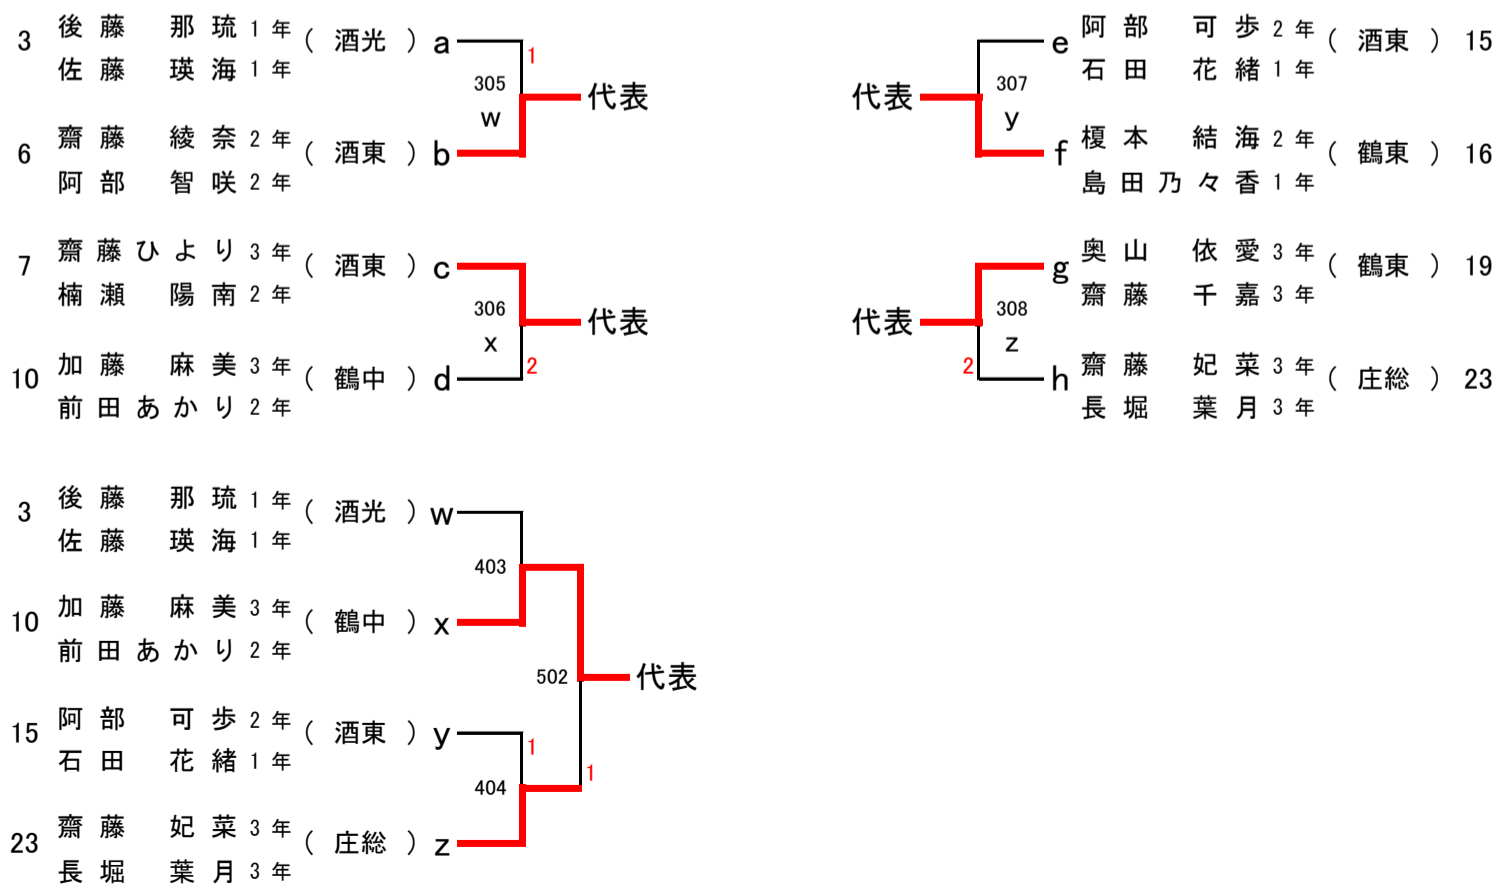 3 後藤 那琉 1年 (酒光) a
佐藤 瑛海 1年
1
305
w
代表
6 齋藤 綾奈 2年 (酒東) b
阿部 智咲 2年
7 齋藤ひより 3年 (酒東) c
楠瀬 陽南 2年
306
x
代表
2
10 加藤 麻美 3年 (鶴中) d
前田あかり 2年
e 阿部 可歩 2年 (酒東) 15
石田 花緒 1年
307
y
代表
f 榎本 結海 2年 (鶴東) 16
島田乃々香 1年
g 奥山 依愛 3年 (鶴東) 19
齋藤 千嘉 3年
308
z
代表
2
h 齋藤 妃菜 3年 (庄総) 23
長堀 葉月 3年
3 後藤 那琉 1年 (酒光) w
佐藤 瑛海 1年
403
10 加藤 麻美 3年 (鶴中) x
前田あかり 2年
502
代表
15 阿部 可歩 2年 (酒東) y
石田 花緒 1年
1
1
404
23 齋藤 妃菜 3年 (庄総) z
長堀 葉月 3年